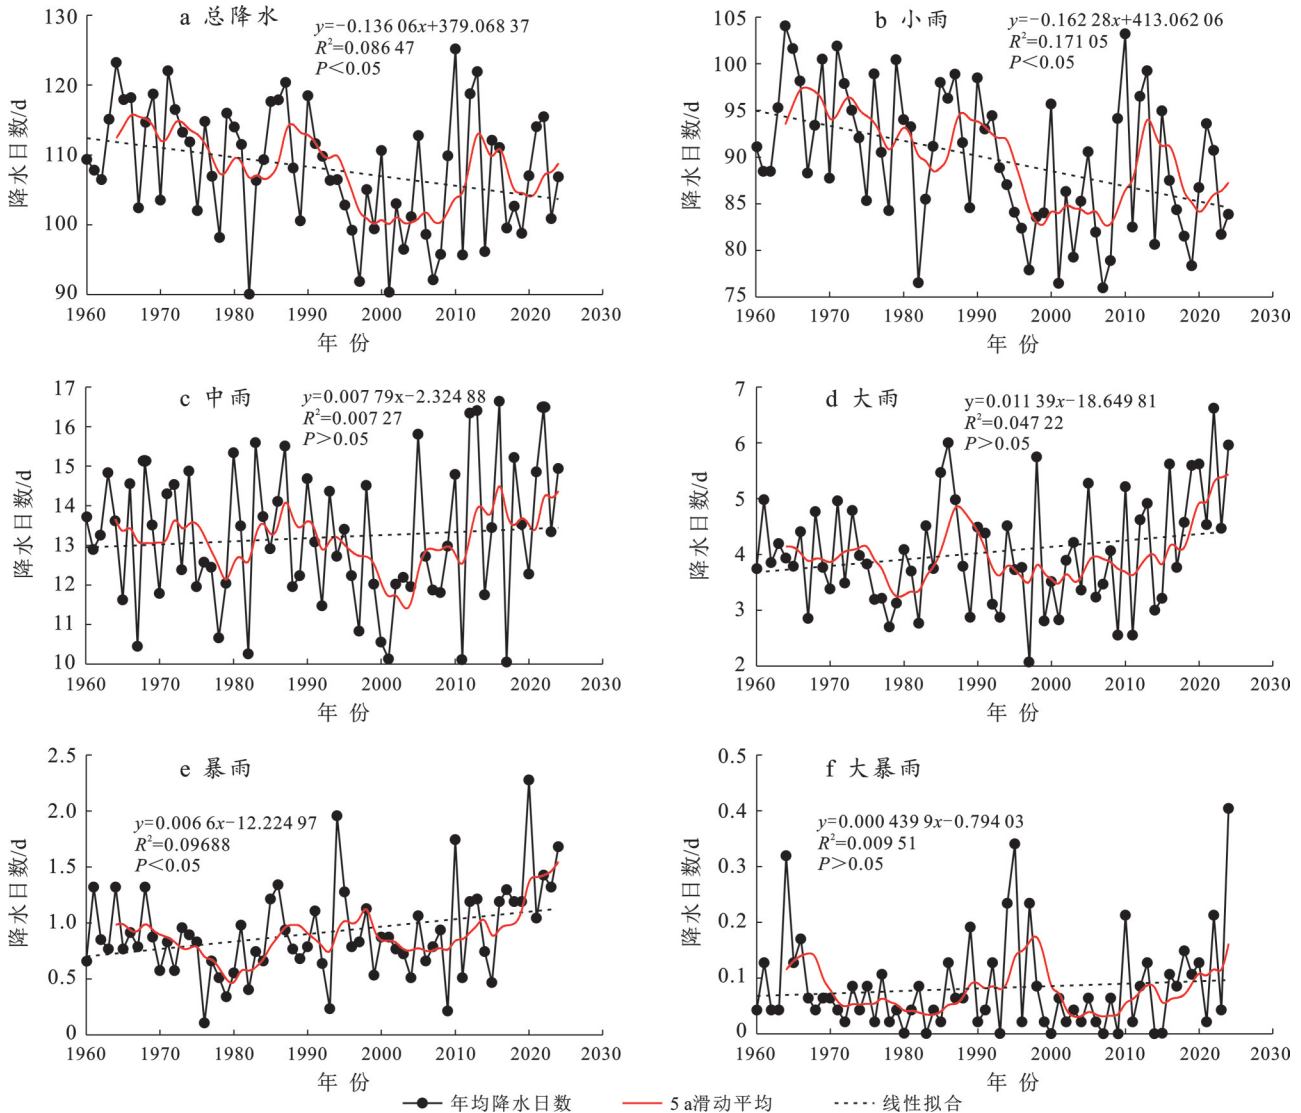 a 总降水
y=−0.136 06x+379.068 37
R²=0.086 47
P<0.05
降水日数/d
130
120
110
100
90
1960 1970 1980 1990 2000 2010 2020 2030
年 份
b 小雨
y=−0.162 28x+413.062 06
R²=0.171 05
P<0.05
降水日数/d
105
100
95
90
85
80
75
1960 1970 1980 1990 2000 2010 2020 2030
年 份
c 中雨
y=0.007 79x−2.324 88
R²=0.007 27
P>0.05
降水日数/d
17
16
15
14
13
12
11
10
1960 1970 1980 1990 2000 2010 2020 2030
年 份
d 大雨
y=0.011 39x−18.649 81
R²=0.047 22
P>0.05
降水日数/d
7
6
5
4
3
2
1960 1970 1980 1990 2000 2010 2020 2030
年 份
e 暴雨
y=0.006 6x−12.224 97
R²=0.09688
P<0.05
降水日数/d
2.5
2.0
1.5
1.0
0.5
0
1960 1970 1980 1990 2000 2010 2020 2030
年 份
f 大暴雨
y=0.000 439 9x−0.794 03
R²=0.009 51
P>0.05
降水日数/d
0.5
0.4
0.3
0.2
0.1
0
1960 1970 1980 1990 2000 2010 2020 2030
年 份
年均降水日数 5 a滑动平均 线性拟合